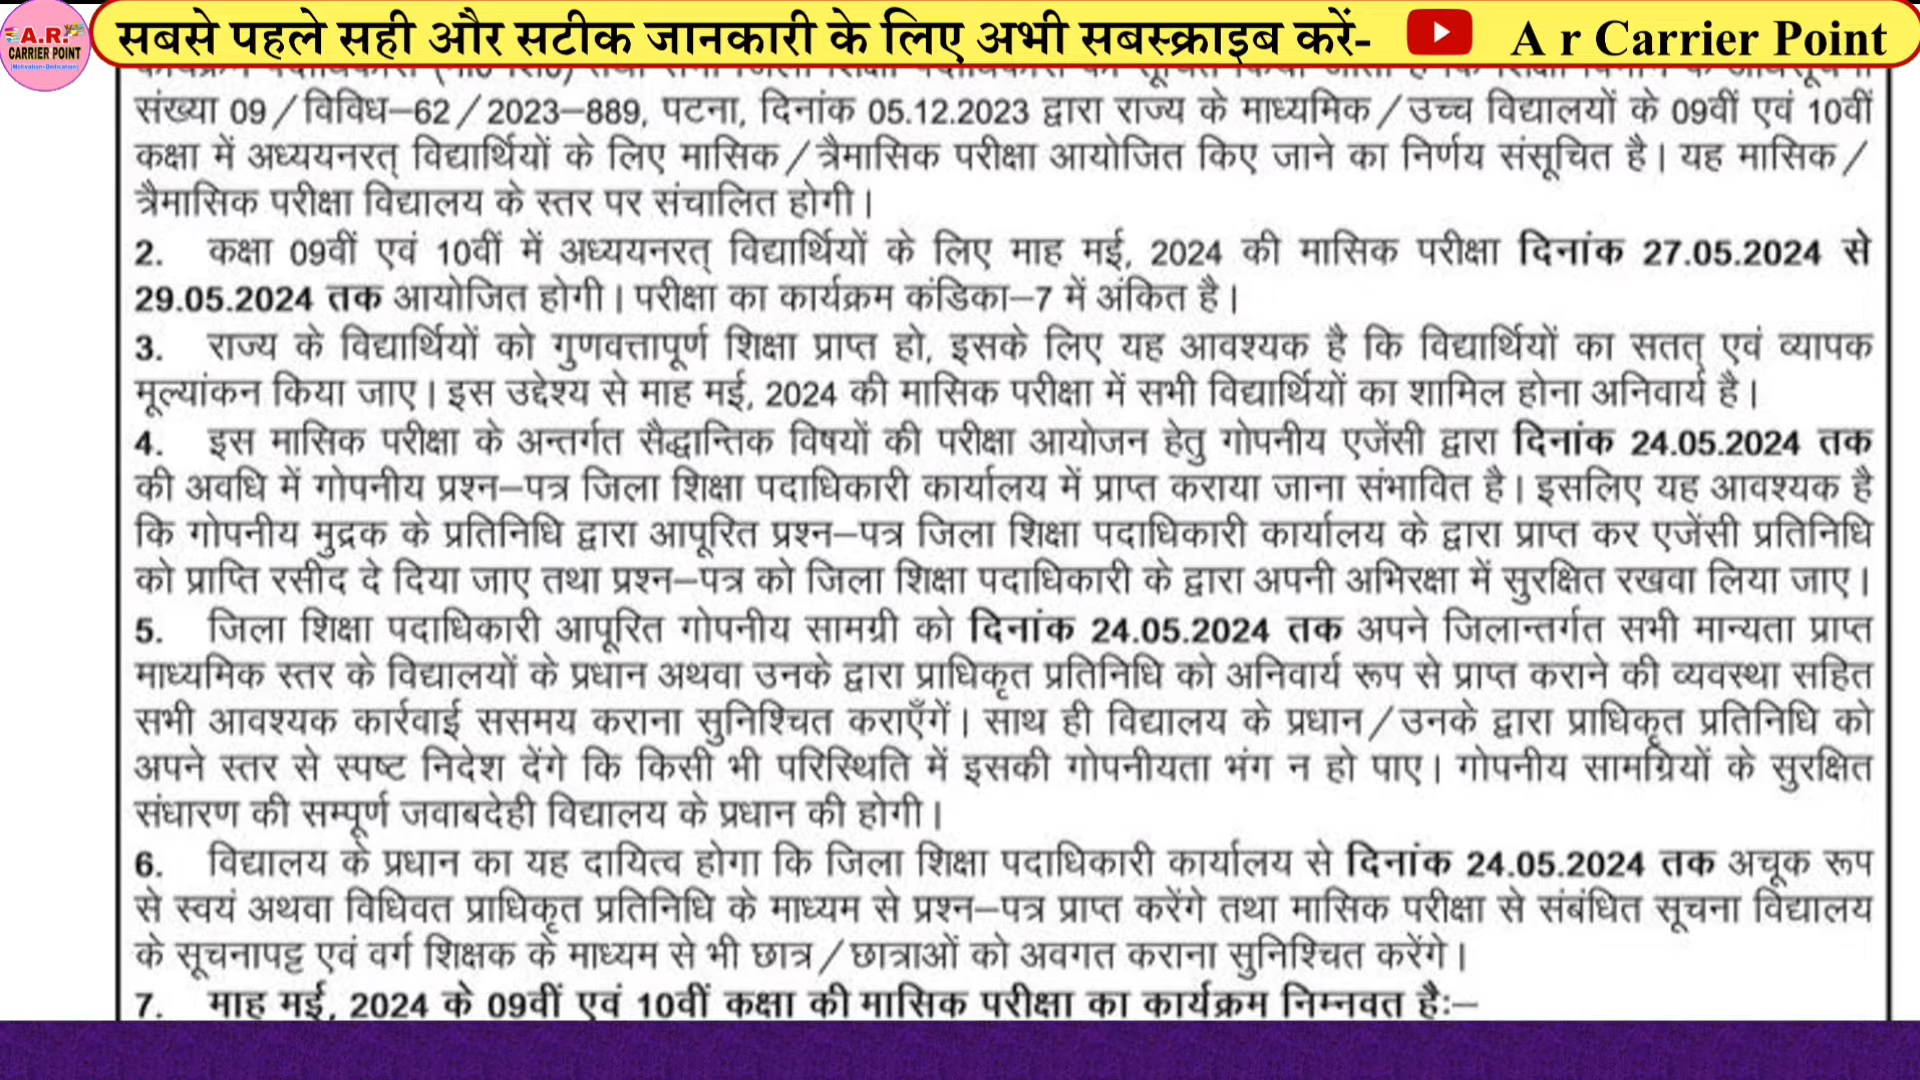 सबसे पहले सही और सटीक जानकारी के लिए अभी सबस्क्राइब करें-
A r Carrier Point
A.R.
CARRIER POINT
संख्या 09/विविध–62/2023–889, पटना, दिनांक 05.12.2023 द्वारा राज्य के माध्यमिक/उच्च विद्यालयों के 09वीं एवं 10वीं
कक्षा में अध्ययनरत् विद्यार्थियों के लिए मासिक/त्रैमासिक परीक्षा आयोजित किए जाने का निर्णय संसूचित है। यह मासिक/
त्रैमासिक परीक्षा विद्यालय के स्तर पर संचालित होगी।
2. कक्षा 09वीं एवं 10वीं में अध्ययनरत् विद्यार्थियों के लिए माह मई, 2024 की मासिक परीक्षा दिनांक 27.05.2024 से
29.05.2024 तक आयोजित होगी। परीक्षा का कार्यक्रम कंडिका–7 में अंकित है।
3. राज्य के विद्यार्थियों को गुणवत्तापूर्ण शिक्षा प्राप्त हो, इसके लिए यह आवश्यक है कि विद्यार्थियों का सतत् एवं व्यापक
मूल्यांकन किया जाए। इस उद्देश्य से माह मई, 2024 की मासिक परीक्षा में सभी विद्यार्थियों का शामिल होना अनिवार्य है।
4. इस मासिक परीक्षा के अन्तर्गत सैद्धान्तिक विषयों की परीक्षा आयोजन हेतु गोपनीय एजेंसी द्वारा दिनांक 24.05.2024 तक
की अवधि में गोपनीय प्रश्न–पत्र जिला शिक्षा पदाधिकारी कार्यालय में प्राप्त कराया जाना संभावित है। इसलिए यह आवश्यक है
कि गोपनीय मुद्रक के प्रतिनिधि द्वारा आपूरित प्रश्न–पत्र जिला शिक्षा पदाधिकारी कार्यालय के द्वारा प्राप्त कर एजेंसी प्रतिनिधि
को प्राप्ति रसीद दे दिया जाए तथा प्रश्न–पत्र को जिला शिक्षा पदाधिकारी के द्वारा अपनी अभिरक्षा में सुरक्षित रखवा लिया जाए।
5. जिला शिक्षा पदाधिकारी आपूरित गोपनीय सामग्री को दिनांक 24.05.2024 तक अपने जिलान्तर्गत सभी मान्यता प्राप्त
माध्यमिक स्तर के विद्यालयों के प्रधान अथवा उनके द्वारा प्राधिकृत प्रतिनिधि को अनिवार्य रूप से प्राप्त कराने की व्यवस्था सहित
सभी आवश्यक कार्रवाई ससमय कराना सुनिश्चित कराएँगें। साथ ही विद्यालय के प्रधान/उनके द्वारा प्राधिकृत प्रतिनिधि को
अपने स्तर से स्पष्ट निदेश देंगे कि किसी भी परिस्थिति में इसकी गोपनीयता भंग न हो पाए। गोपनीय सामग्रियों के सुरक्षित
संधारण की सम्पूर्ण जवाबदेही विद्यालय के प्रधान की होगी।
6. विद्यालय के प्रधान का यह दायित्व होगा कि जिला शिक्षा पदाधिकारी कार्यालय से दिनांक 24.05.2024 तक अचूक रूप
से स्वयं अथवा विधिवत प्राधिकृत प्रतिनिधि के माध्यम से प्रश्न–पत्र प्राप्त करेंगे तथा मासिक परीक्षा से संबंधित सूचना विद्यालय
के सूचनापट्ट एवं वर्ग शिक्षक के माध्यम से भी छात्र/छात्राओं को अवगत कराना सुनिश्चित करेंगे।
7. माह मई, 2024 के 09वीं एवं 10वीं कक्षा की मासिक परीक्षा का कार्यक्रम निम्नवत है:–